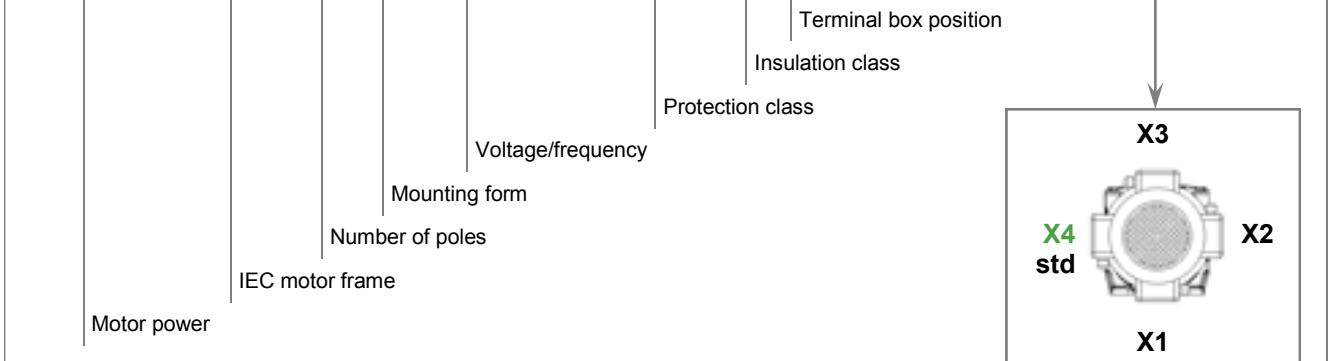 Terminal box position
Insulation class
Protection class
Voltage/frequency
Mounting form
Number of poles
IEC motor frame
Motor power
X3
X4
std
X2
X1